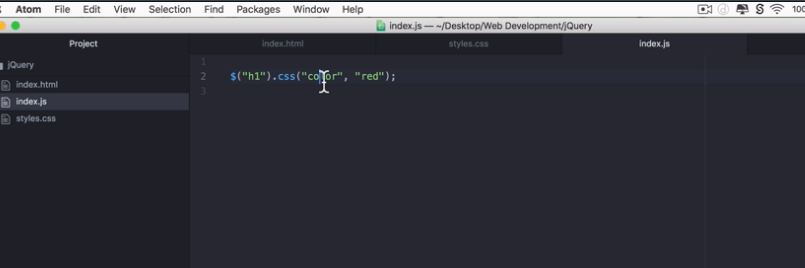 Atom File Edit View Selection Find Packages Window Help 100
index.js — ~/Desktop/Web Development/jQuery
Project index.html styles.css index.js
jQuery
index.html
index.js
styles.css
1
2 $("h1").css("color", "red");
3